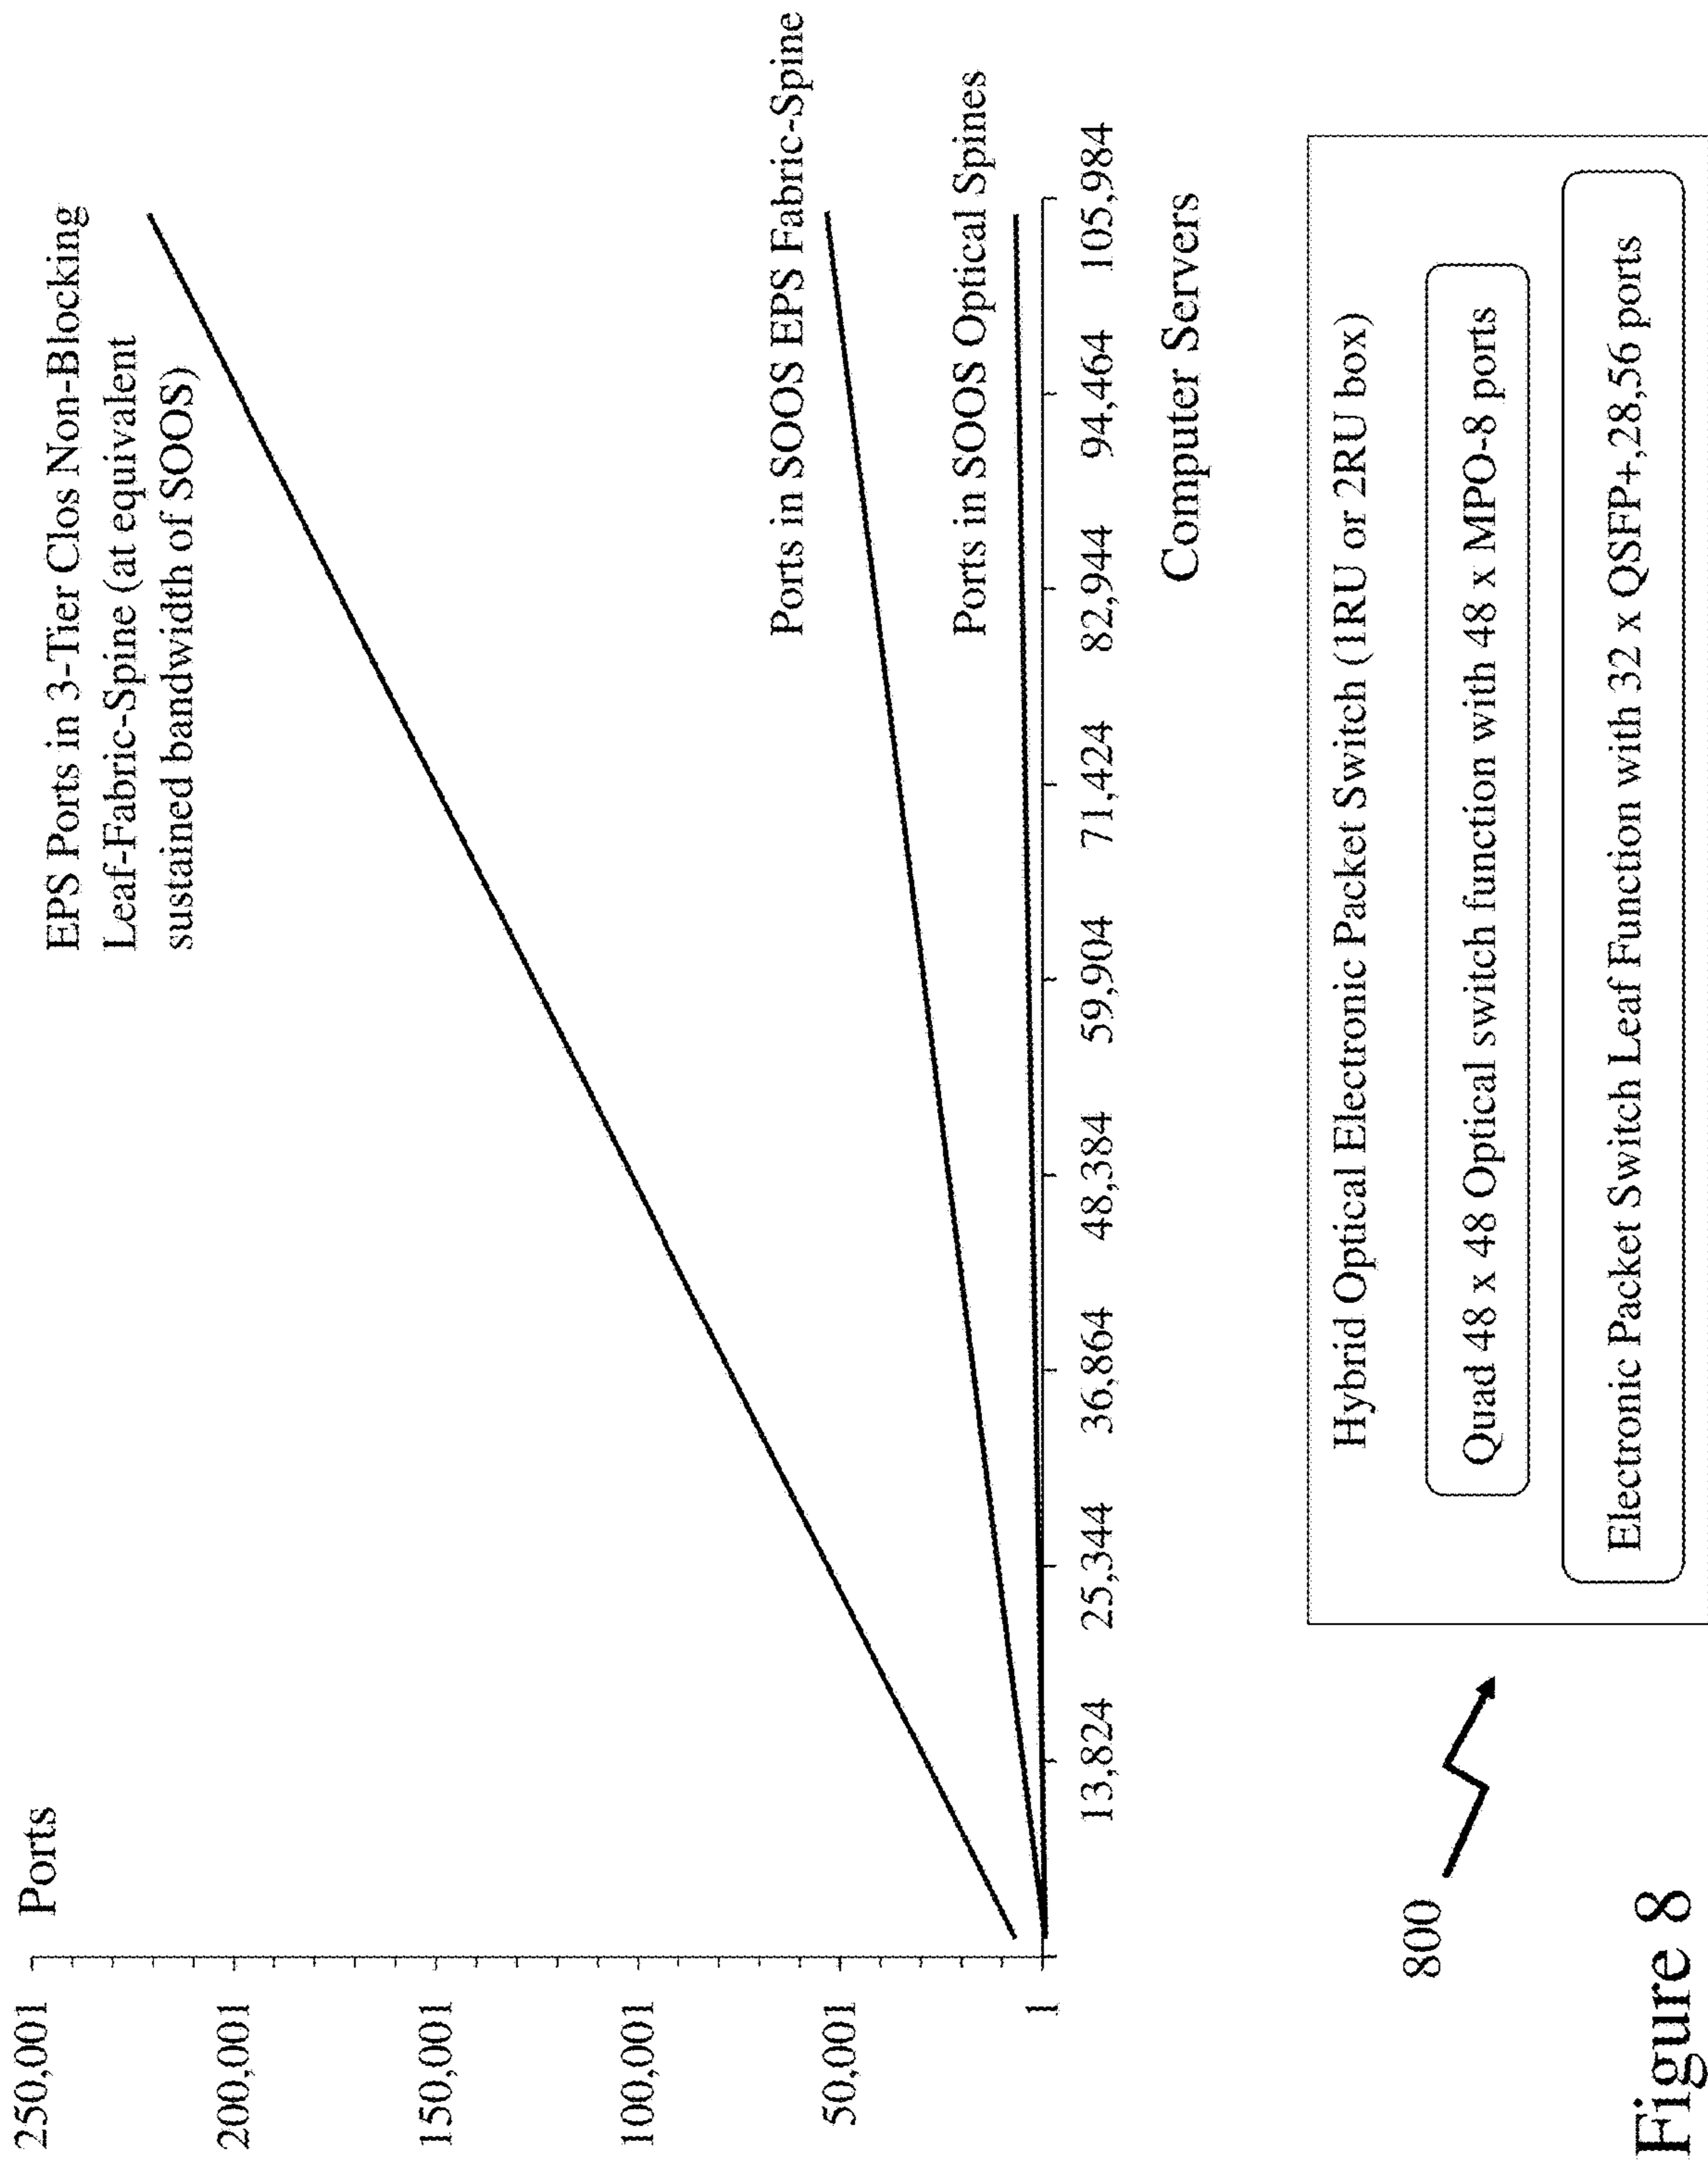 Ports
250,001
200,001
150,001
100,001
50,001
1
EPS Ports in 3-Tier Clos Non-Blocking
Leaf-Fabric-Spine (at equivalent
sustained bandwidth of SOOS)
Ports in SOOS EPS Fabric-Spine
Ports in SOOS Optical Spines
13,824 25,344 36,864 48,384 59,904 71,424 82,944 94,464 105,984
Computer Servers
800
Hybrid Optical Electronic Packet Switch (1RU or 2RU box)
Quad 48 x 48 Optical switch function with 48 x MPO-8 ports
Electronic Packet Switch Leaf Function with 32 x QSFP+,28,56 ports
Figure 8